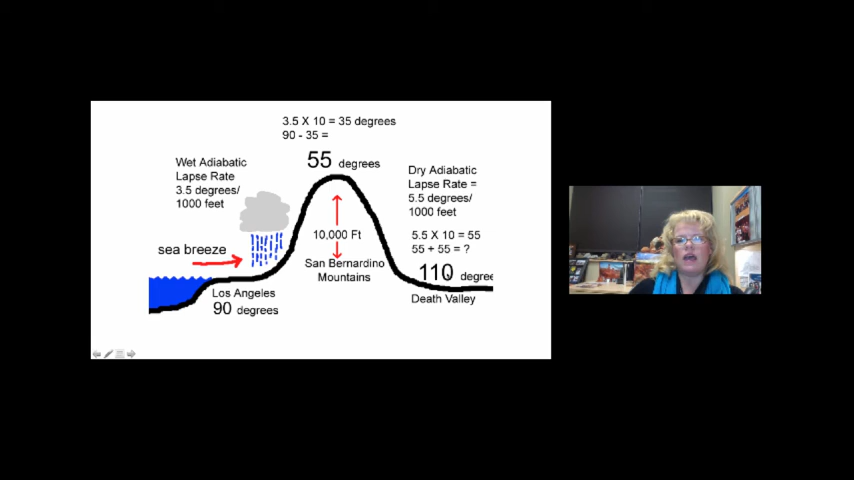 3.5 X 10 = 35 degrees
90 - 35 =
55 degrees
Wet Adiabatic
Lapse Rate
3.5 degrees/
1000 feet
Dry Adiabatic
Lapse Rate =
5.5 degrees/
1000 feet
5.5 X 10 = 55
55 + 55 = ?
sea breeze
10,000 Ft
San Bernardino
Mountains
110 degree
Los Angeles
90 degrees
Death Valley